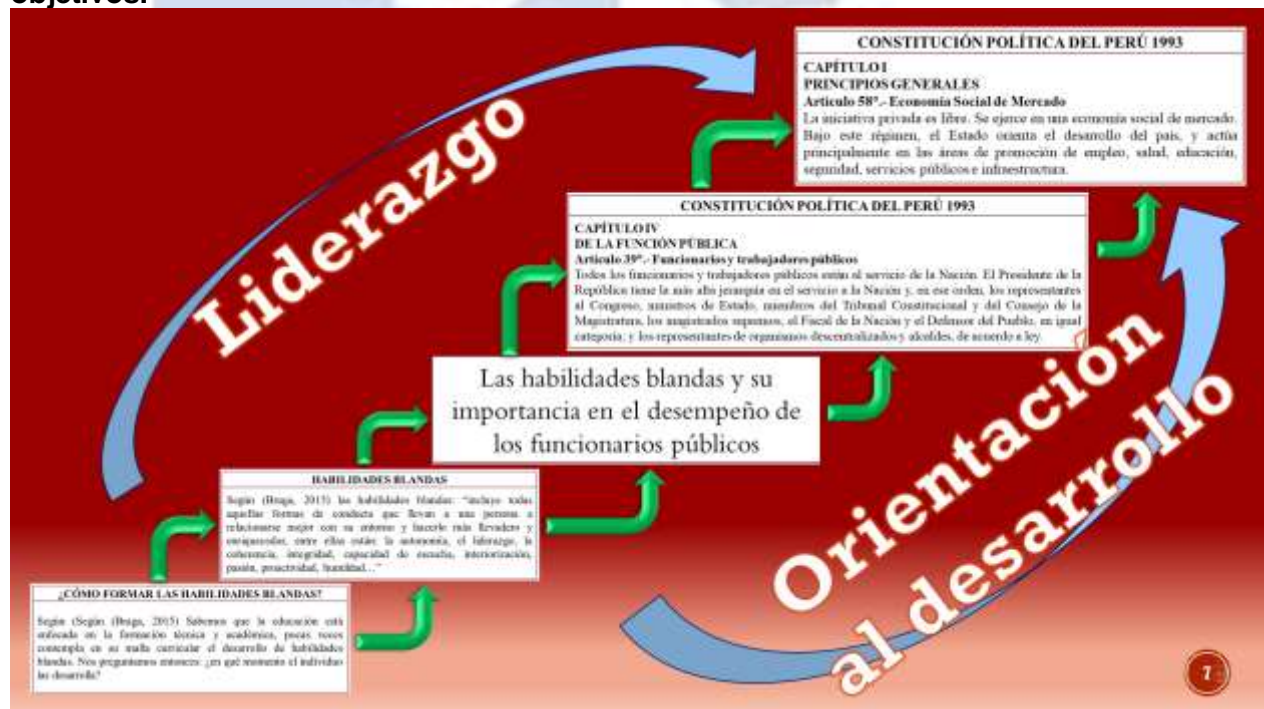 objetivos.
CONSTITUCIÓN POLÍTICA DEL PERÚ 1993
CAPÍTULO I
PRINCIPIOS GENERALES
Artículo 58°.- Economía Social de Mercado
La iniciativa privada es libre. Se ejerce en una economía social de mercado.
Bajo este régimen, el Estado orienta el desarrollo del país, y actúa
principalmente en las áreas de promoción de empleo, salud, educación,
seguridad, servicios públicos e infraestructura.
Liderazgo
CONSTITUCIÓN POLÍTICA DEL PERÚ 1993
CAPÍTULO IV
DE LA FUNCIÓN PÚBLICA
Artículo 39°.- Funcionarios y trabajadores públicos
Todos los funcionarios y trabajadores públicos están al servicio de la Nación. El Presidente de la
República tiene la más alta jerarquía en el servicio a la Nación y, en ese orden, los representantes
al Congreso, ministros de Estado, miembros del Tribunal Constitucional y del Consejo de la
Magistratura, los magistrados supremos, el Fiscal de la Nación y el Defensor del Pueblo, en igual
categoría; y los representantes de organismos descentralizados y alcaldes, de acuerdo a ley.
Las habilidades blandas y su
importancia en el desempeño de
los funcionarios públicos
HABILIDADES BLANDAS
Según (Braga, 2015) las habilidades blandas: "incluye todas
aquellas formas de conducta que llevan a una persona a
relacionarse mejor con su entorno y hacerlo más llevadero y
enriquecedor, entre ellas están: la autonomía, el liderazgo, la
coherencia, integridad, capacidad de escucha, interiorización,
pasión, proactividad, humildad…"
¿CÓMO FORMAR LAS HABILIDADES BLANDAS?
Según (Según (Braga, 2015) Sabemos que la educación está
enfocada en la formación técnica y académica, pocas veces
contempla en su malla curricular el desarrollo de habilidades
blandas. Nos preguntamos entonces: ¿en qué momento el individuo
las desarrolla?
Orientación
al desarrollo
7